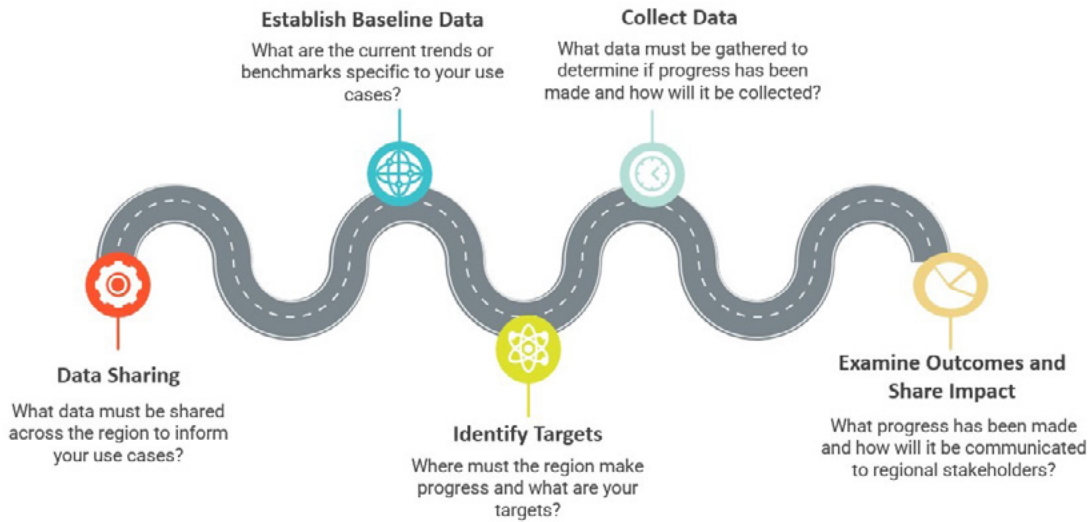 Establish Baseline Data
What are the current trends or
benchmarks specific to your use
cases?
Collect Data
What data must be gathered to
determine if progress has been
made and how will it be collected?
Data Sharing
What data must be shared
across the region to inform
your use cases?
Identify Targets
Where must the region make
progress and what are your
targets?
Examine Outcomes and
Share Impact
What progress has been made
and how will it be communicated
to regional stakeholders?